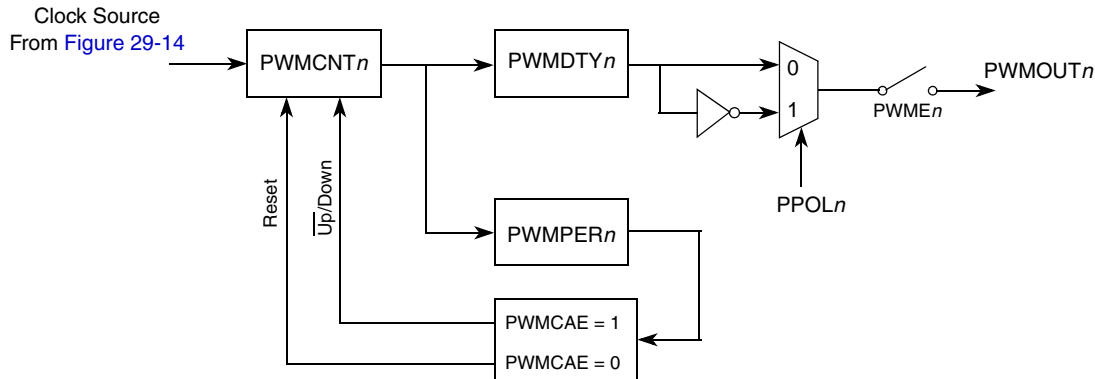 Clock Source
From Figure 29-14
PWMCNTn
PWMDTYn
0
1
PWMEn
PWMOUTn
PPOLn
Reset
Up/Down
PWMPERn
PWMCAE = 1
PWMCAE = 0